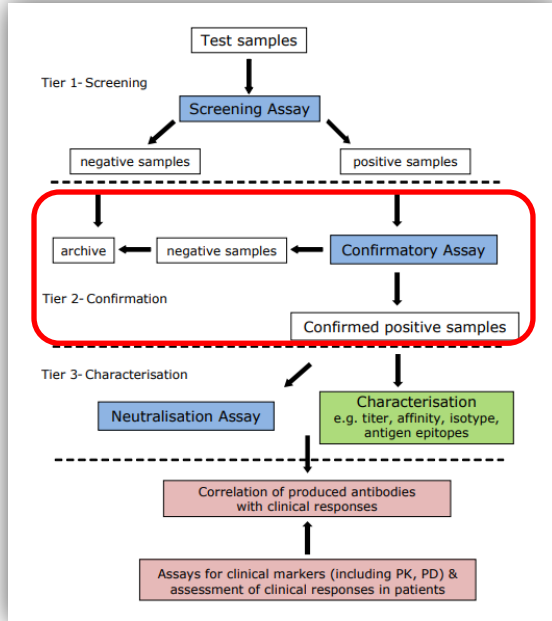 Test samples
Tier 1- Screening
Screening Assay
negative samples
positive samples
archive
negative samples
Confirmatory Assay
Tier 2- Confirmation
Confirmed positive samples
Tier 3- Characterisation
Neutralisation Assay
Characterisation
e.g. titer, affinity, isotype,
antigen epitopes
Correlation of produced antibodies
with clinical responses
Assays for clinical markers (including PK, PD) &
assessment of clinical responses in patients